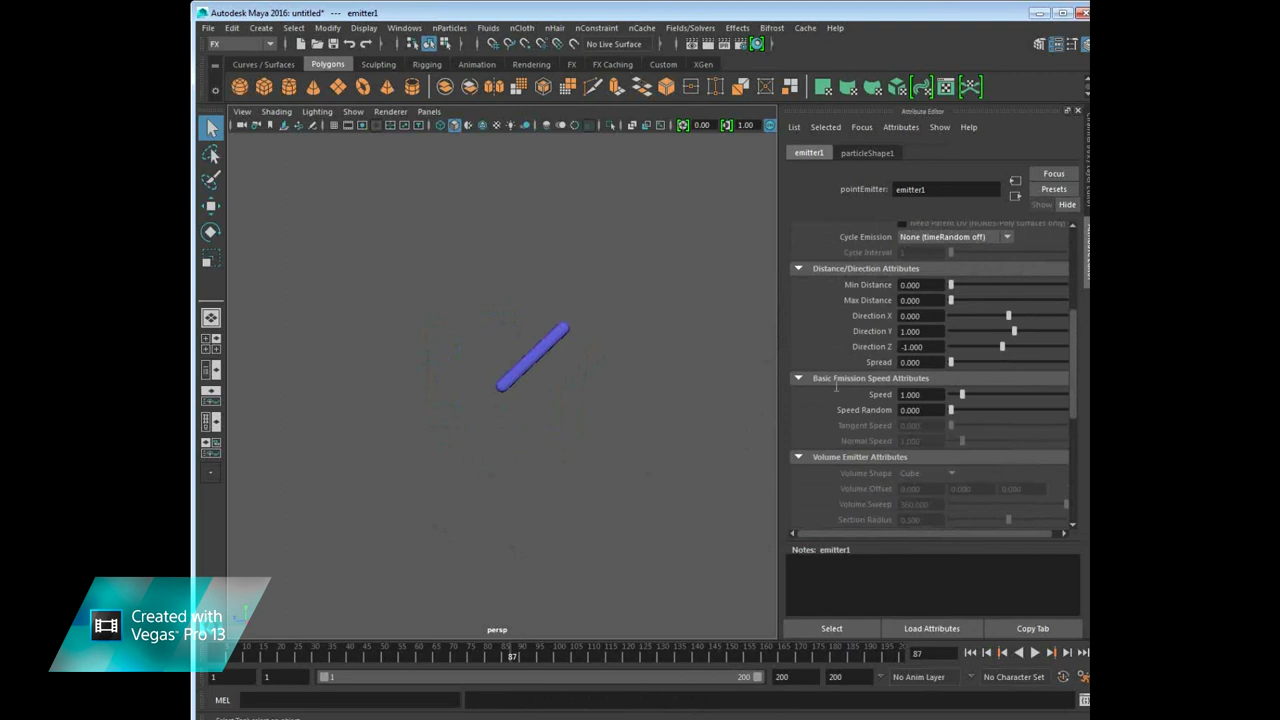 Autodesk Maya 2016: untitled* --- emitter1
File Edit Create Select Modify Display Windows nParticles Fluids nCloth nHair nConstraint nCache Fields/Solvers Effects Bifrost Cache Help
FX No Live Surface
Curves / Surfaces Polygons Sculpting Rigging Animation Rendering FX FX Caching Custom XGen
View Shading Lighting Show Renderer Panels
0.00 1.00
Attribute Editor
List Selected Focus Attributes Show Help
emitter1 particleShape1
Focus
pointEmitter: emitter1 Presets
Show Hide
Need Parent UV (NURBS/Poly surfaces only)
Cycle Emission None (timeRandom off)
Cycle Interval 1
Distance/Direction Attributes
Min Distance 0.000
Max Distance 0.000
Direction X 0.000
Direction Y 1.000
Direction Z -1.000
Spread 0.000
Basic Emission Speed Attributes
Speed 1.000
Speed Random 0.000
Tangent Speed 0.000
Normal Speed 1.000
Volume Emitter Attributes
Volume Shape Cube
Volume Offset 0.000 0.000 0.000
Volume Sweep 360.000
Section Radius 0.500
Notes: emitter1
persp
Select Load Attributes Copy Tab
Created with
Vegas™ Pro 13
5 10 15 20 25 30 35 40 45 50 55 60 65 70 75 80 85 90 95 100 105 110 115 120 125 130 135 140 145 150 155 160 165 170 175 180 185 190 195 200
87 87
1 1 1 200 200 200 No Anim Layer No Character Set
MEL